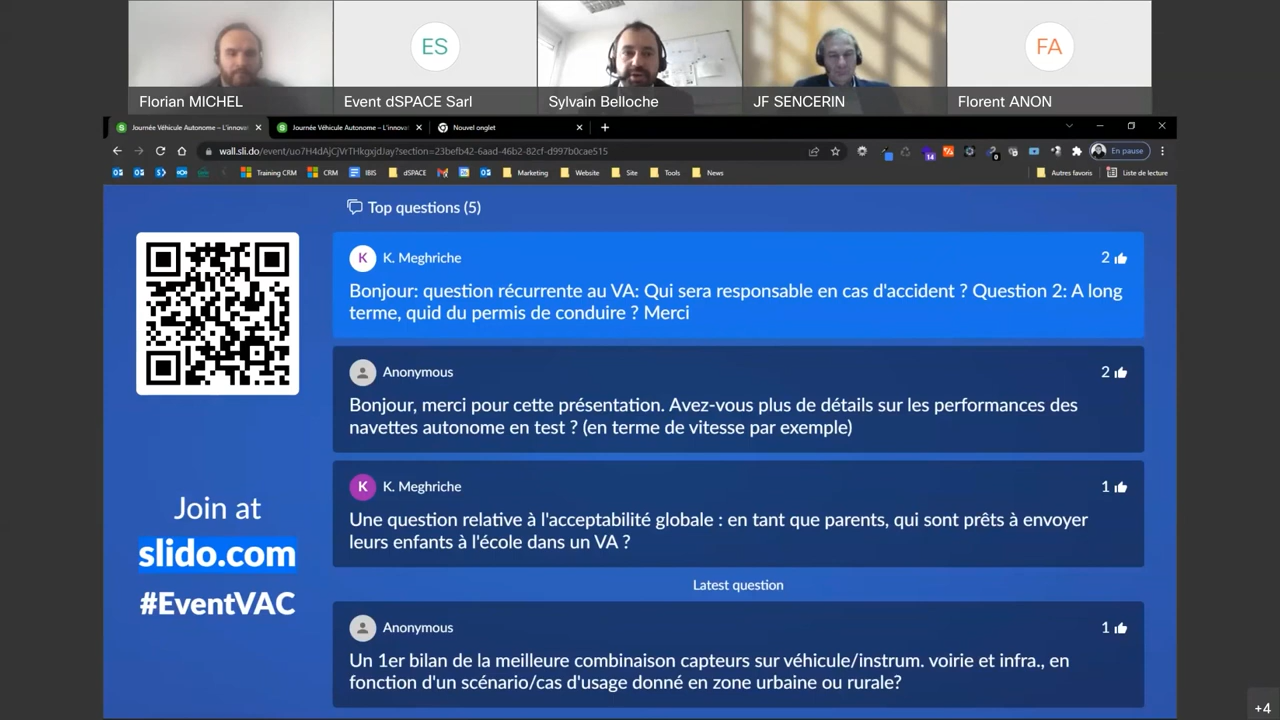 ES
FA
Florian MICHEL
Event dSPACE Sarl
Sylvain Belloche
JF SENCERIN
Florent ANON
Journée Véhicule Autonome – L'innova
Journée Véhicule Autonome – L'innova
Nouvel onglet
wall.sli.do/event/uo7H4dAjCjVrTHkgxjdJay?section=23befb42-6aad-46b2-82cf-d997b0cae515
14
0
En pause
Training CRM
CRM
IBIS
dSPACE
Marketing
Website
Site
Tools
News
Autres favoris
Liste de lecture
Top questions (5)
K
K. Meghriche
2
Bonjour: question récurrente au VA: Qui sera responsable en cas d'accident ? Question 2: A long
terme, quid du permis de conduire ? Merci
Anonymous
2
Bonjour, merci pour cette présentation. Avez-vous plus de détails sur les performances des
navettes autonome en test ? (en terme de vitesse par exemple)
K
K. Meghriche
1
Une question relative à l'acceptabilité globale : en tant que parents, qui sont prêts à envoyer
leurs enfants à l'école dans un VA ?
Latest question
Anonymous
1
Un 1er bilan de la meilleure combinaison capteurs sur véhicule/instrum. voirie et infra., en
fonction d'un scénario/cas d'usage donné en zone urbaine ou rurale?
Join at
slido.com
#EventVAC
+4